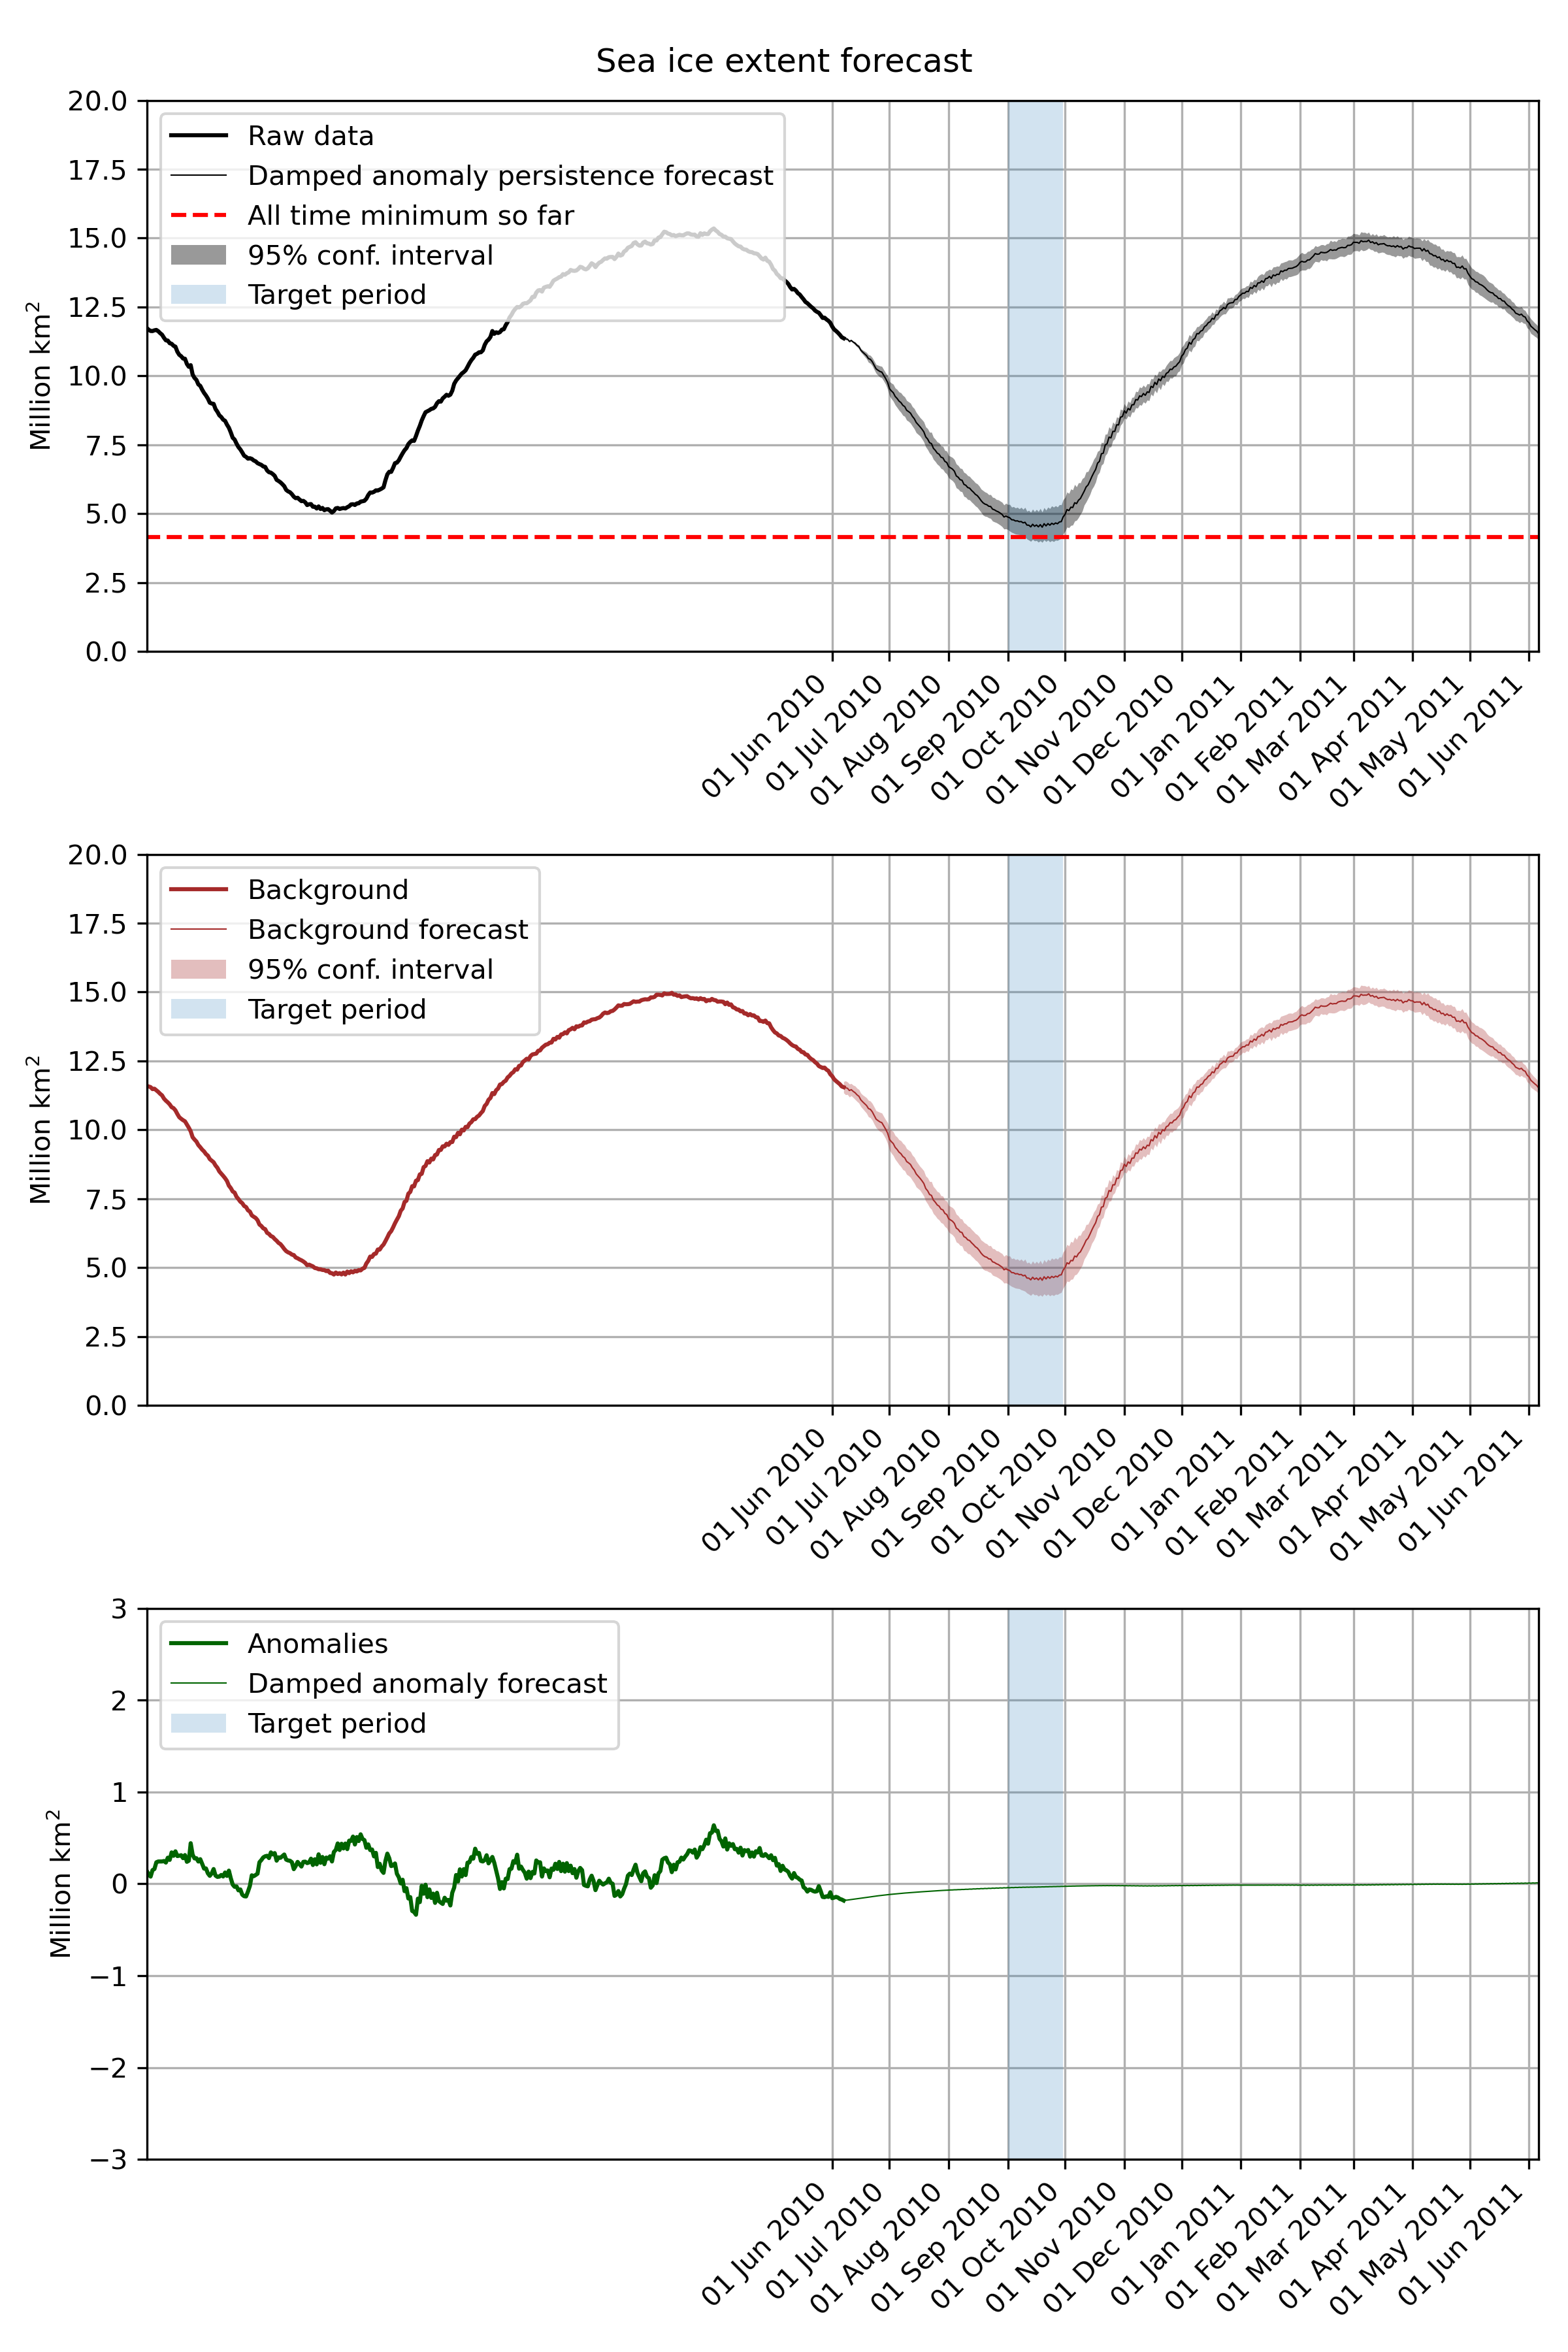 Sea ice extent forecast
20.0
17.5
15.0
12.5
10.0
7.5
5.0
2.5
0.0
Million km²
Raw data
Damped anomaly persistence forecast
All time minimum so far
95% conf. interval
Target period
01 Jun 2010
01 Jul 2010
01 Aug 2010
01 Sep 2010
01 Oct 2010
01 Nov 2010
01 Dec 2010
01 Jan 2011
01 Feb 2011
01 Mar 2011
01 Apr 2011
01 May 2011
01 Jun 2011
20.0
17.5
15.0
12.5
10.0
7.5
5.0
2.5
0.0
Million km²
Background
Background forecast
95% conf. interval
Target period
01 Jun 2010
01 Jul 2010
01 Aug 2010
01 Sep 2010
01 Oct 2010
01 Nov 2010
01 Dec 2010
01 Jan 2011
01 Feb 2011
01 Mar 2011
01 Apr 2011
01 May 2011
01 Jun 2011
3
2
1
0
−1
−2
−3
Million km²
Anomalies
Damped anomaly forecast
Target period
01 Jun 2010
01 Jul 2010
01 Aug 2010
01 Sep 2010
01 Oct 2010
01 Nov 2010
01 Dec 2010
01 Jan 2011
01 Feb 2011
01 Mar 2011
01 Apr 2011
01 May 2011
01 Jun 2011